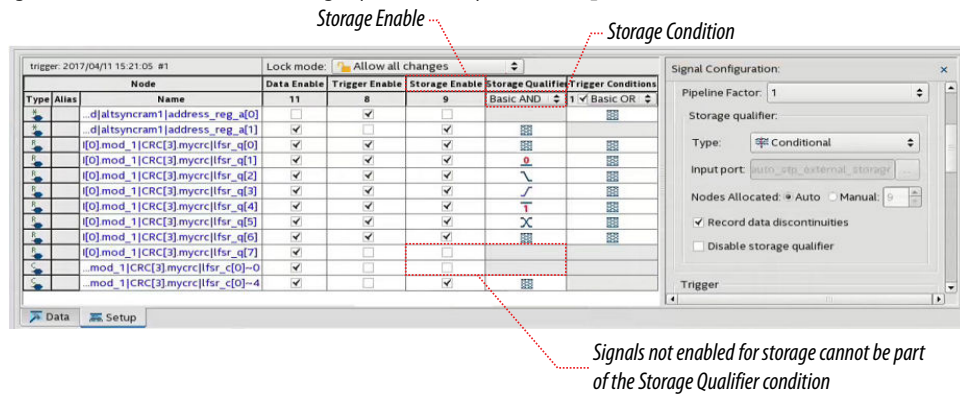 Storage Enable
Storage Condition
trigger: 2017/04/11 15:21:05 #1
Lock mode: Allow all changes
Node Data Enable Trigger Enable Storage Enable Storage Qualifier Trigger Conditions
Type Alias Name 11 8 9 Basic AND 1 Basic OR
...d|altsyncram1|address_reg_a[0]
...d|altsyncram1|address_reg_a[1]
l[0].mod_1|CRC[3].mycrc|lfsr_q[0]
l[0].mod_1|CRC[3].mycrc|lfsr_q[1] 0
l[0].mod_1|CRC[3].mycrc|lfsr_q[2]
l[0].mod_1|CRC[3].mycrc|lfsr_q[3]
l[0].mod_1|CRC[3].mycrc|lfsr_q[4] 1
l[0].mod_1|CRC[3].mycrc|lfsr_q[5]
l[0].mod_1|CRC[3].mycrc|lfsr_q[6]
l[0].mod_1|CRC[3].mycrc|lfsr_q[7]
...mod_1|CRC[3].mycrc|lfsr_c[0]~0
...mod_1|CRC[3].mycrc|lfsr_c[0]~4
Data Setup
Signal Configuration: ×
Pipeline Factor: 1
Storage qualifier:
Type: Conditional
Input port: auto_stp_external_storage ...
Nodes Allocated: Auto Manual: 9
Record data discontinuities
Disable storage qualifier
Trigger
Signals not enabled for storage cannot be part
of the Storage Qualifier condition